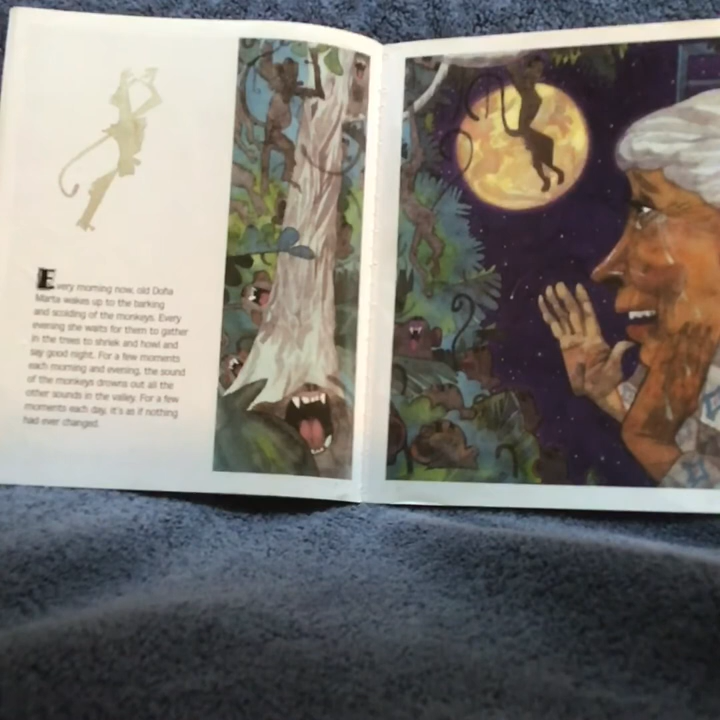 Every morning now, old Doña
Marta wakes up to the barking
and scolding of the monkeys. Every
evening she waits for them to gather
in the trees to shriek and howl and
say good night. For a few moments
each morning and evening, the sound
of the monkeys drowns out all the
other sounds in the valley. For a few
moments each day, it's as if nothing
had ever changed.